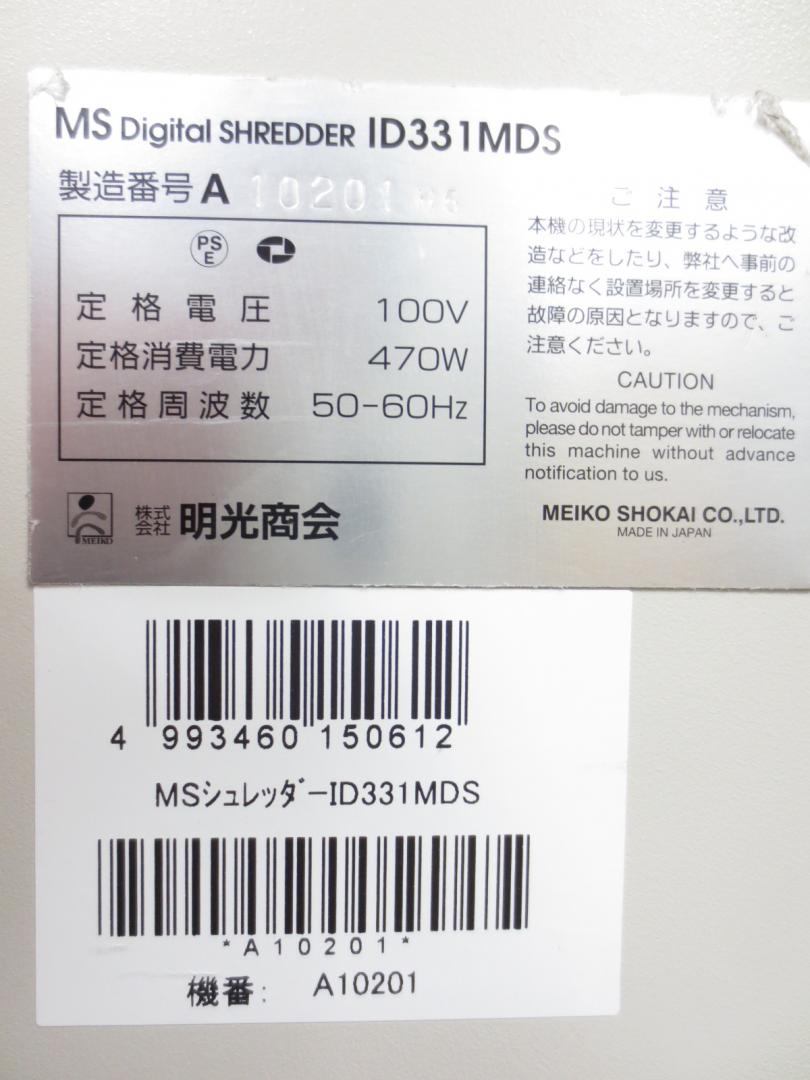 MS Digital SHREDDER ID331MDS
製造番号 A 10201
PS
E
定格電圧 100V
定格消費電力 470W
定格周波数 50-60Hz
MEIKO
株式会社 明光商会
ご注意
本機の現状を変更するような改
造などをしたり、弊社へ事前の
連絡なく設置場所を変更すると
故障の原因となりますので、ご
注意ください。
CAUTION
To avoid damage to the mechanism,
please do not tamper with or relocate
this machine without advance
notification to us.
MEIKO SHOKAI CO.,LTD.
MADE IN JAPAN
4 993460 150612
MSシュレッダｰID331MDS
*A10201*
機番: A10201